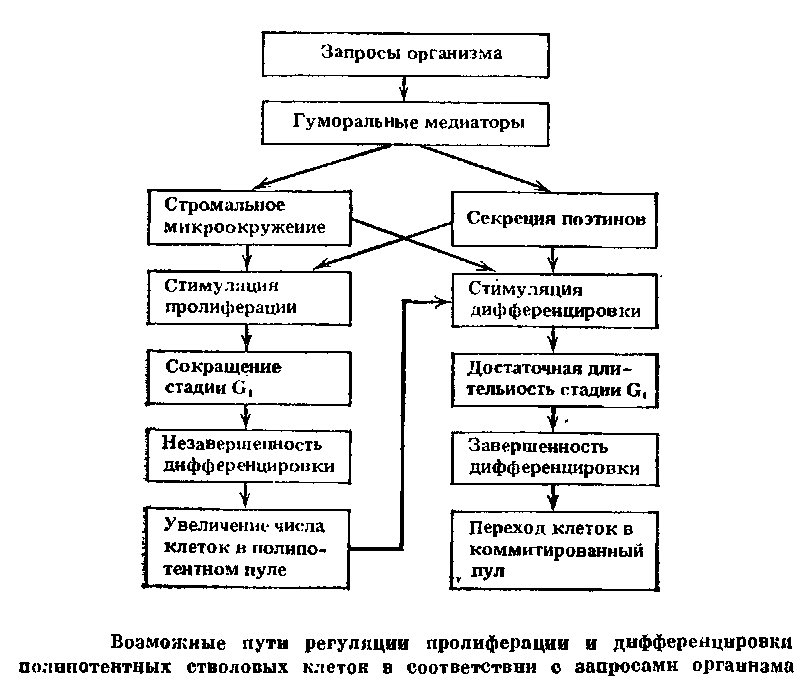 Запросы организма
Гуморальные медиаторы
Стромальное
микроокружение
Секреция поэтинов
Стимуляция
пролиферации
Стимуляция
дифференцировки
Сокращение
стадии G₁
Достаточная дли-
тельность стадии G₁
Незавершенность
дифференцировки
Завершенность
дифференцировки
Увеличение числа
клеток в полипо-
тентном пуле
Переход клеток в
коммитированный
пул
Возможные пути регуляции пролиферации и дифференцировки
полипотентных стволовых клеток в соответствии с запросами организма